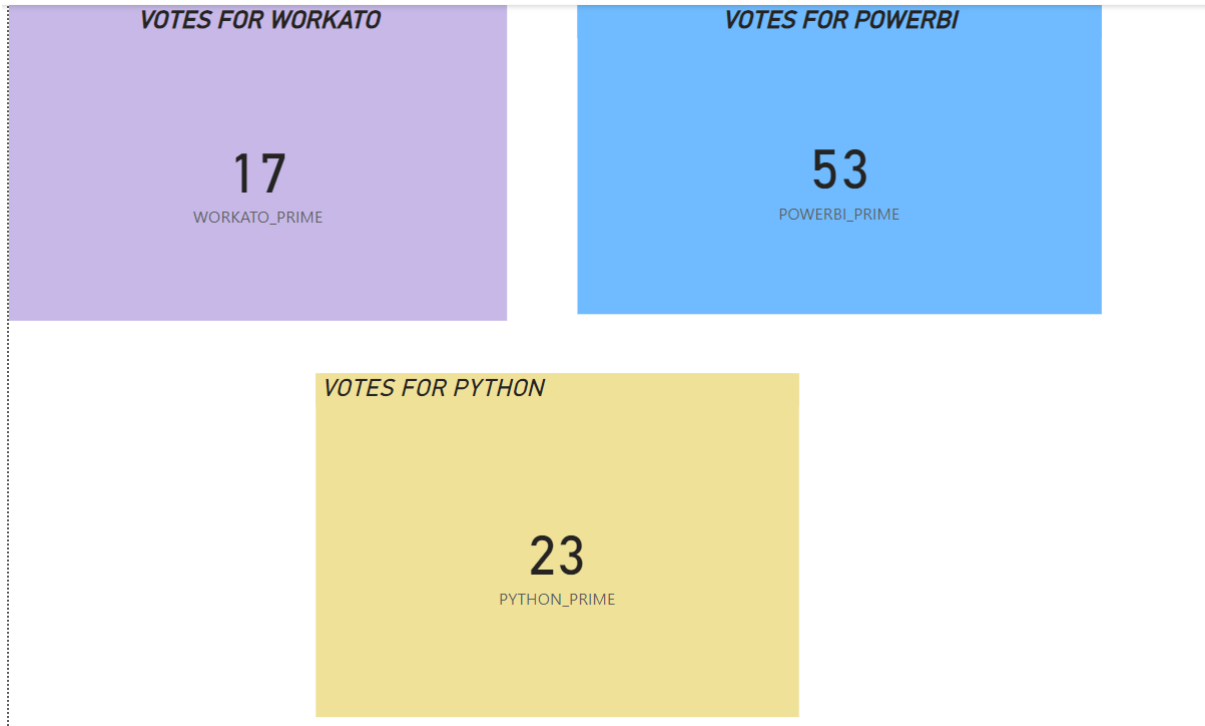 VOTES FOR WORKATO
17
WORKATO_PRIME
VOTES FOR POWERBI
53
POWERBI_PRIME
VOTES FOR PYTHON
23
PYTHON_PRIME